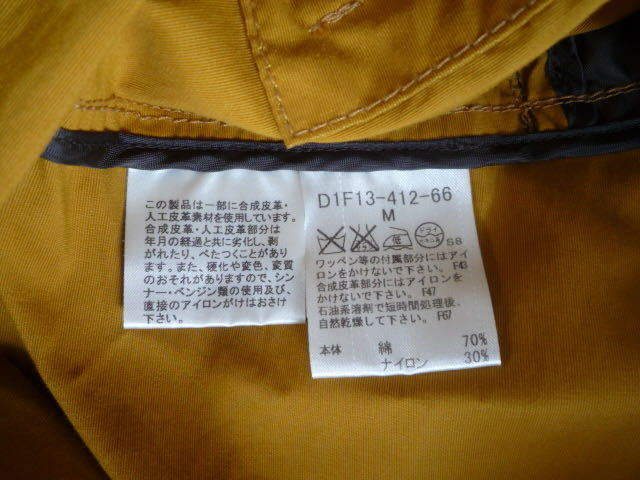 この製品は一部に合成皮革・
人工皮革素材を使用しています。
合成皮革・人工皮革部分は
年月の経過と共に劣化し、剥
がれたり、べたつくことがあり
ます。また、硬化や変色、変質
のおそれがありますので、シン
ナー・ベンジン類の使用及び、
直接のアイロンがけはおさけ
下さい。
D1F13-412-66
M
低
ドライ
S8
ワッペン等の付属部分にはアイ
ロンをかけないで下さい。 F43
合成皮革部分にはアイロンを
かけないで下さい。 F47
石油系溶剤で短時間処理後、
自然乾燥して下さい。 F67
本体 綿 70%
ナイロン 30%